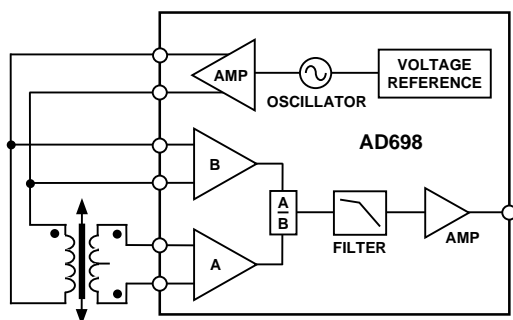 AMP
OSCILLATOR
VOLTAGE
REFERENCE
AD698
B
A
B
FILTER
AMP
A